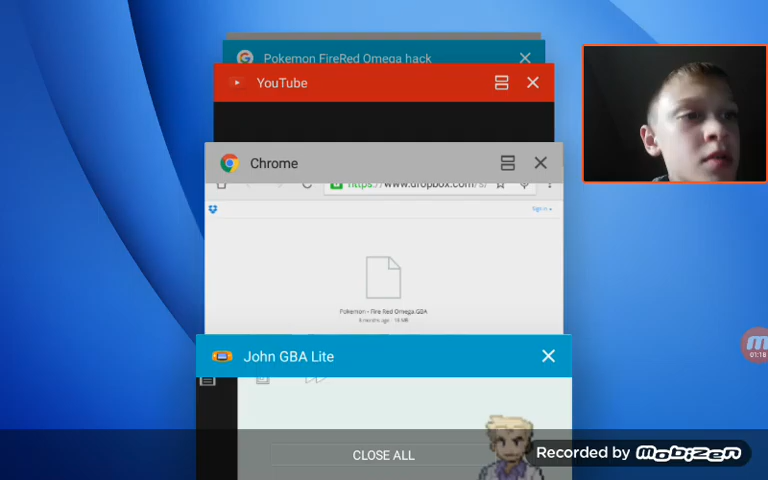 Pokemon FireRed Omega hack
YouTube
Chrome
https://www.dropbox.com/s/
Sign in
Pokemon - Fire Red Omega.GBA
John GBA Lite
01:18
CLOSE ALL
Recorded by mobizen